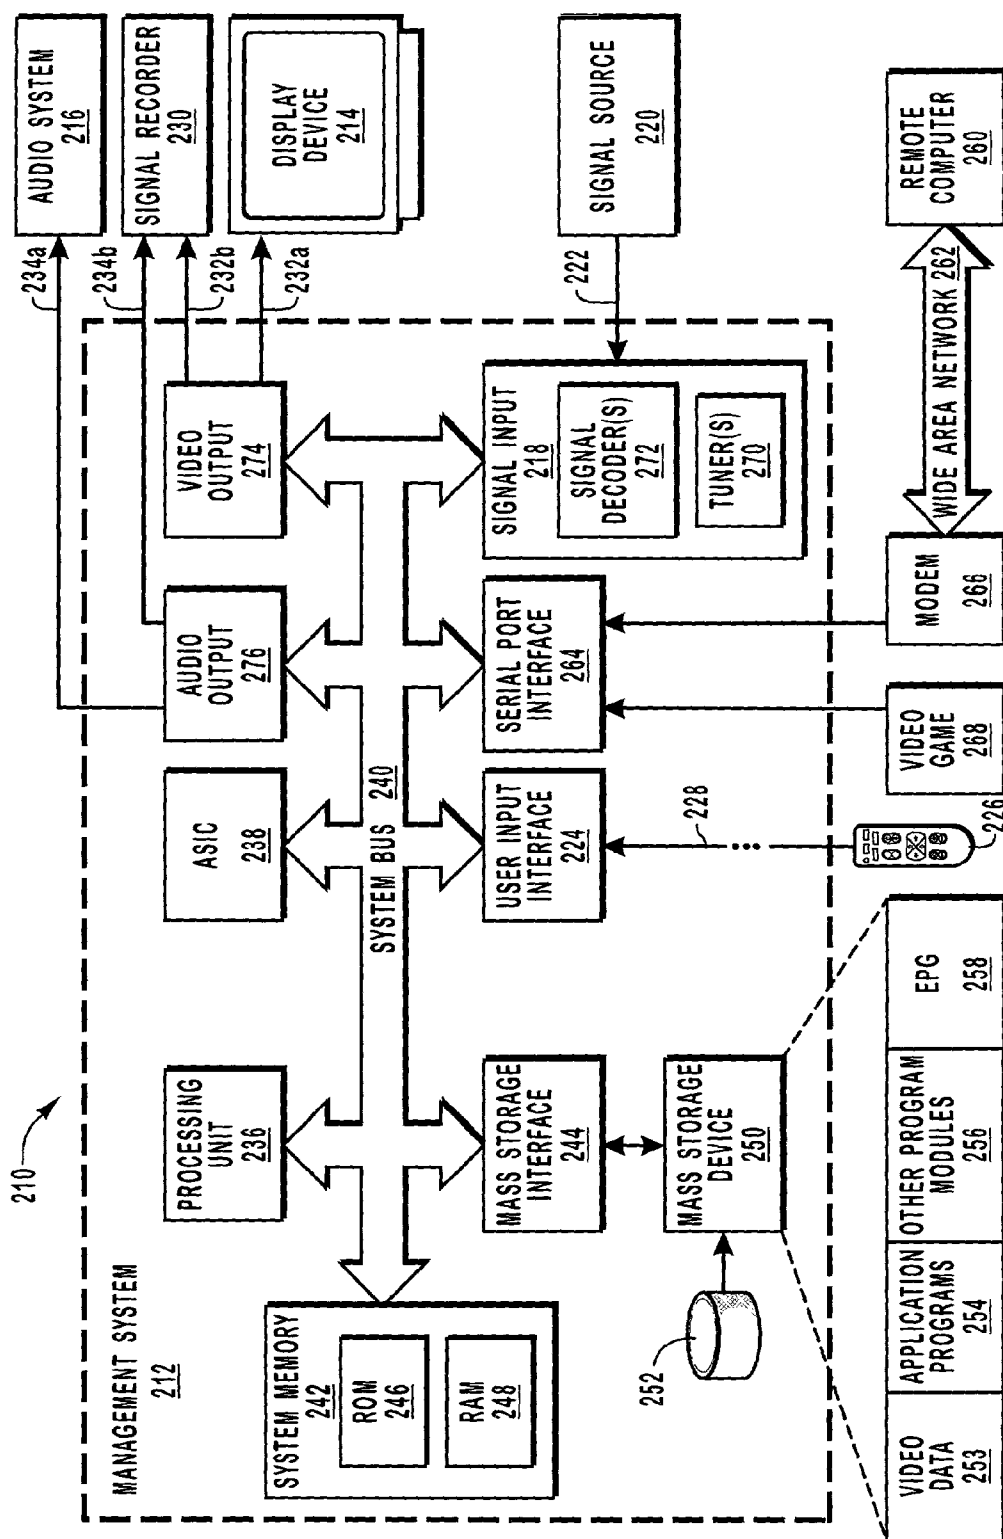 210
MANAGEMENT SYSTEM
212
SYSTEM MEMORY
242
ROM
246
RAM
248
PROCESSING
UNIT
236
ASIC
238
AUDIO
OUTPUT
276
VIDEO
OUTPUT
274
234a
234b
232b
232a
AUDIO SYSTEM
216
SIGNAL RECORDER
230
DISPLAY
DEVICE
214
SYSTEM BUS 240
MASS STORAGE
INTERFACE
244
USER INPUT
INTERFACE
224
SERIAL PORT
INTERFACE
264
SIGNAL INPUT
218
SIGNAL
DECODER(S)
272
TUNER(S)
270
222
SIGNAL SOURCE
220
252
MASS STORAGE
DEVICE
250
228
226
VIDEO
DATA
253
APPLICATION
PROGRAMS
254
OTHER PROGRAM
MODULES
256
EPG
258
VIDEO
GAME
268
MODEM
266
WIDE AREA NETWORK 262
REMOTE
COMPUTER
260